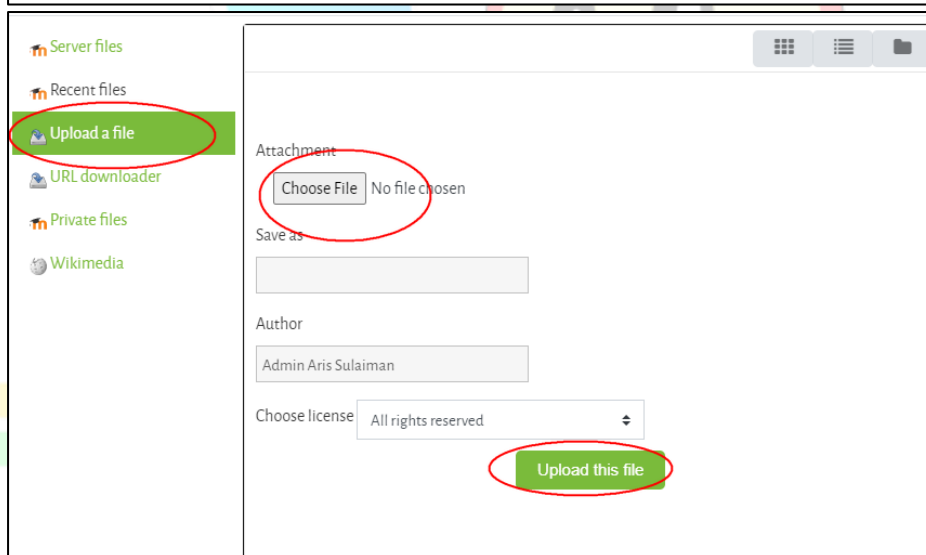 Server files
Recent files
Upload a file
URL downloader
Private files
Wikimedia
Attachment
Choose File No file chosen
Save as
Author
Admin Aris Sulaiman
Choose license All rights reserved
Upload this file